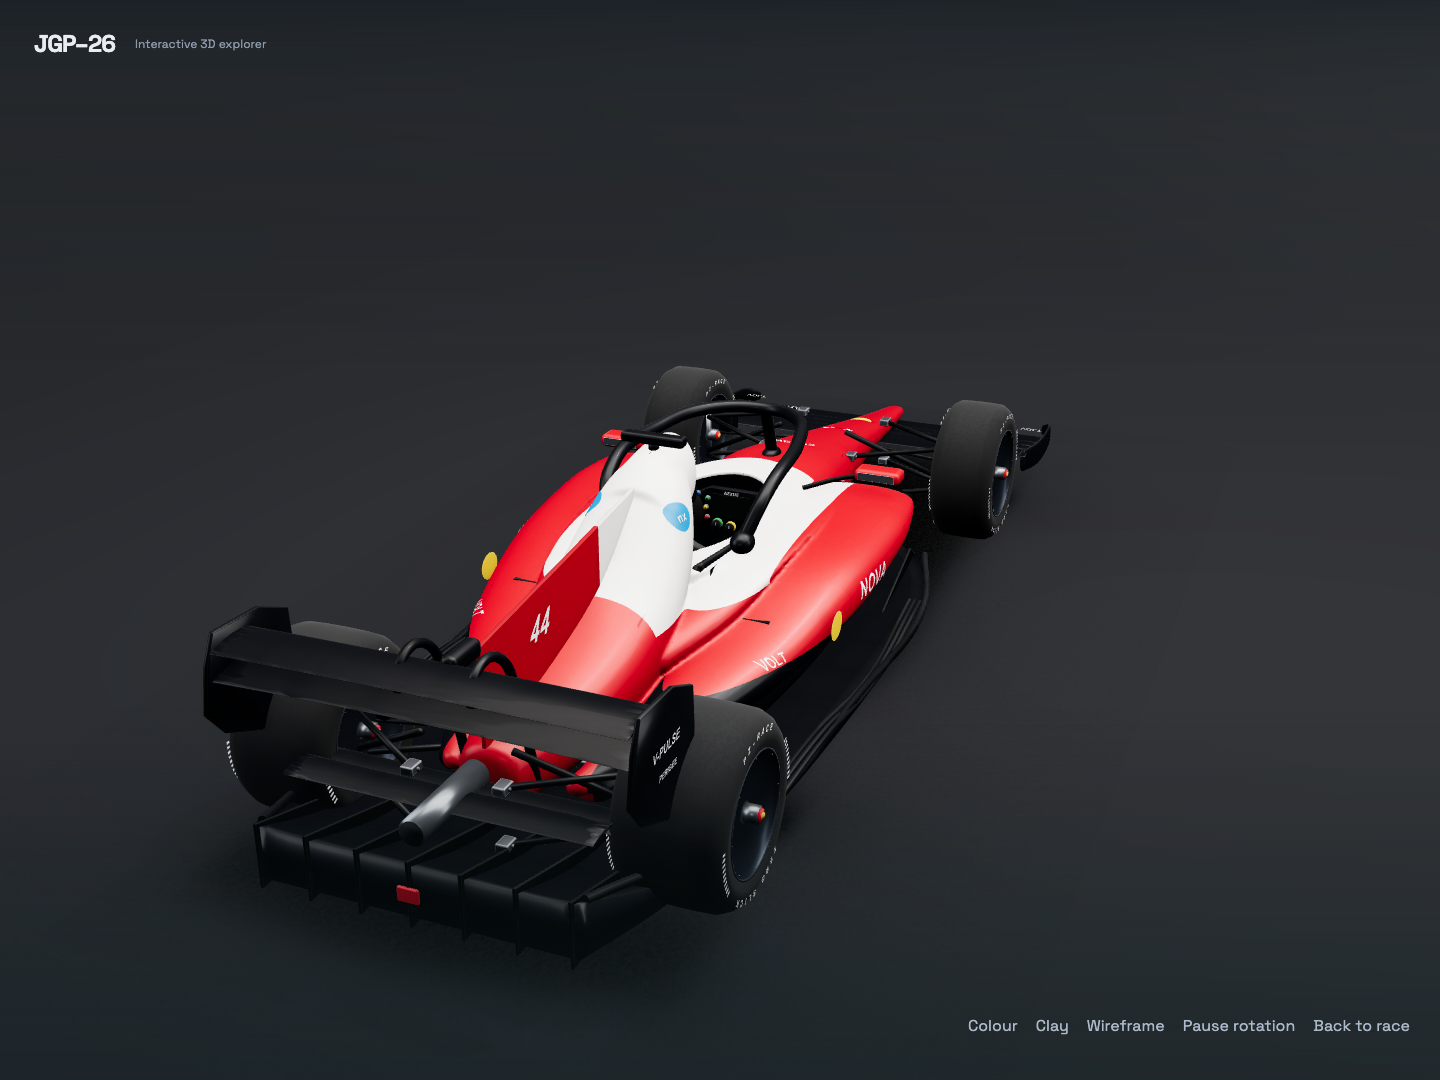 JGP–26
Interactive 3D explorer
NOVA
44
VOLT
V-PULSE
Colour
Clay
Wireframe
Pause rotation
Back to race